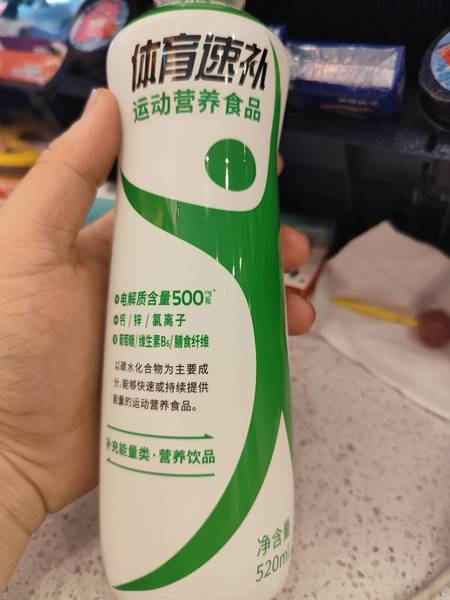 体育速补
运动营养食品
电解质含量500mg/瓶*
钙/锌/氯离子
葡萄糖/维生素B6/膳食纤维
以碳水化合物为主要成
分，能够快速或持续提供
能量的运动营养食品。
补充能量类·营养饮品
净含量
520ml